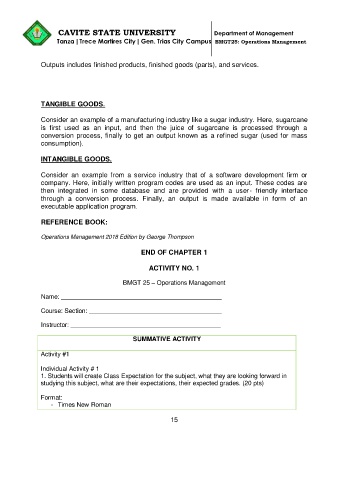 CAVITE STATE UNIVERSITY
Department of Management
Tanza | Trece Martires City | Gen. Trias City Campus
BMGT25: Operations Management
Outputs includes finished products, finished goods (parts), and services.
TANGIBLE GOODS.
Consider an example of a manufacturing industry like a sugar industry. Here, sugarcane
is first used as an input, and then the juice of sugarcane is processed through a
conversion process, finally to get an output known as a refined sugar (used for mass
consumption).
INTANGIBLE GOODS.
Consider an example from a service industry that of a software development firm or
company. Here, initially written program codes are used as an input. These codes are
then integrated in some database and are provided with a user- friendly interface
through a conversion process. Finally, an output is made available in form of an
executable application program.
REFERENCE BOOK:
Operations Management 2018 Edition by George Thompson
END OF CHAPTER 1
ACTIVITY NO. 1
BMGT 25 – Operations Management
Name: ____________________
Course: Section: ____________________
Instructor: ____________________
SUMMATIVE ACTIVITY
Activity #1
Individual Activity # 1
1. Students will create Class Expectation for the subject, what they are looking forward in
studying this subject, what are their expectations, their expected grades. (20 pts)
Format:
- Times New Roman
15